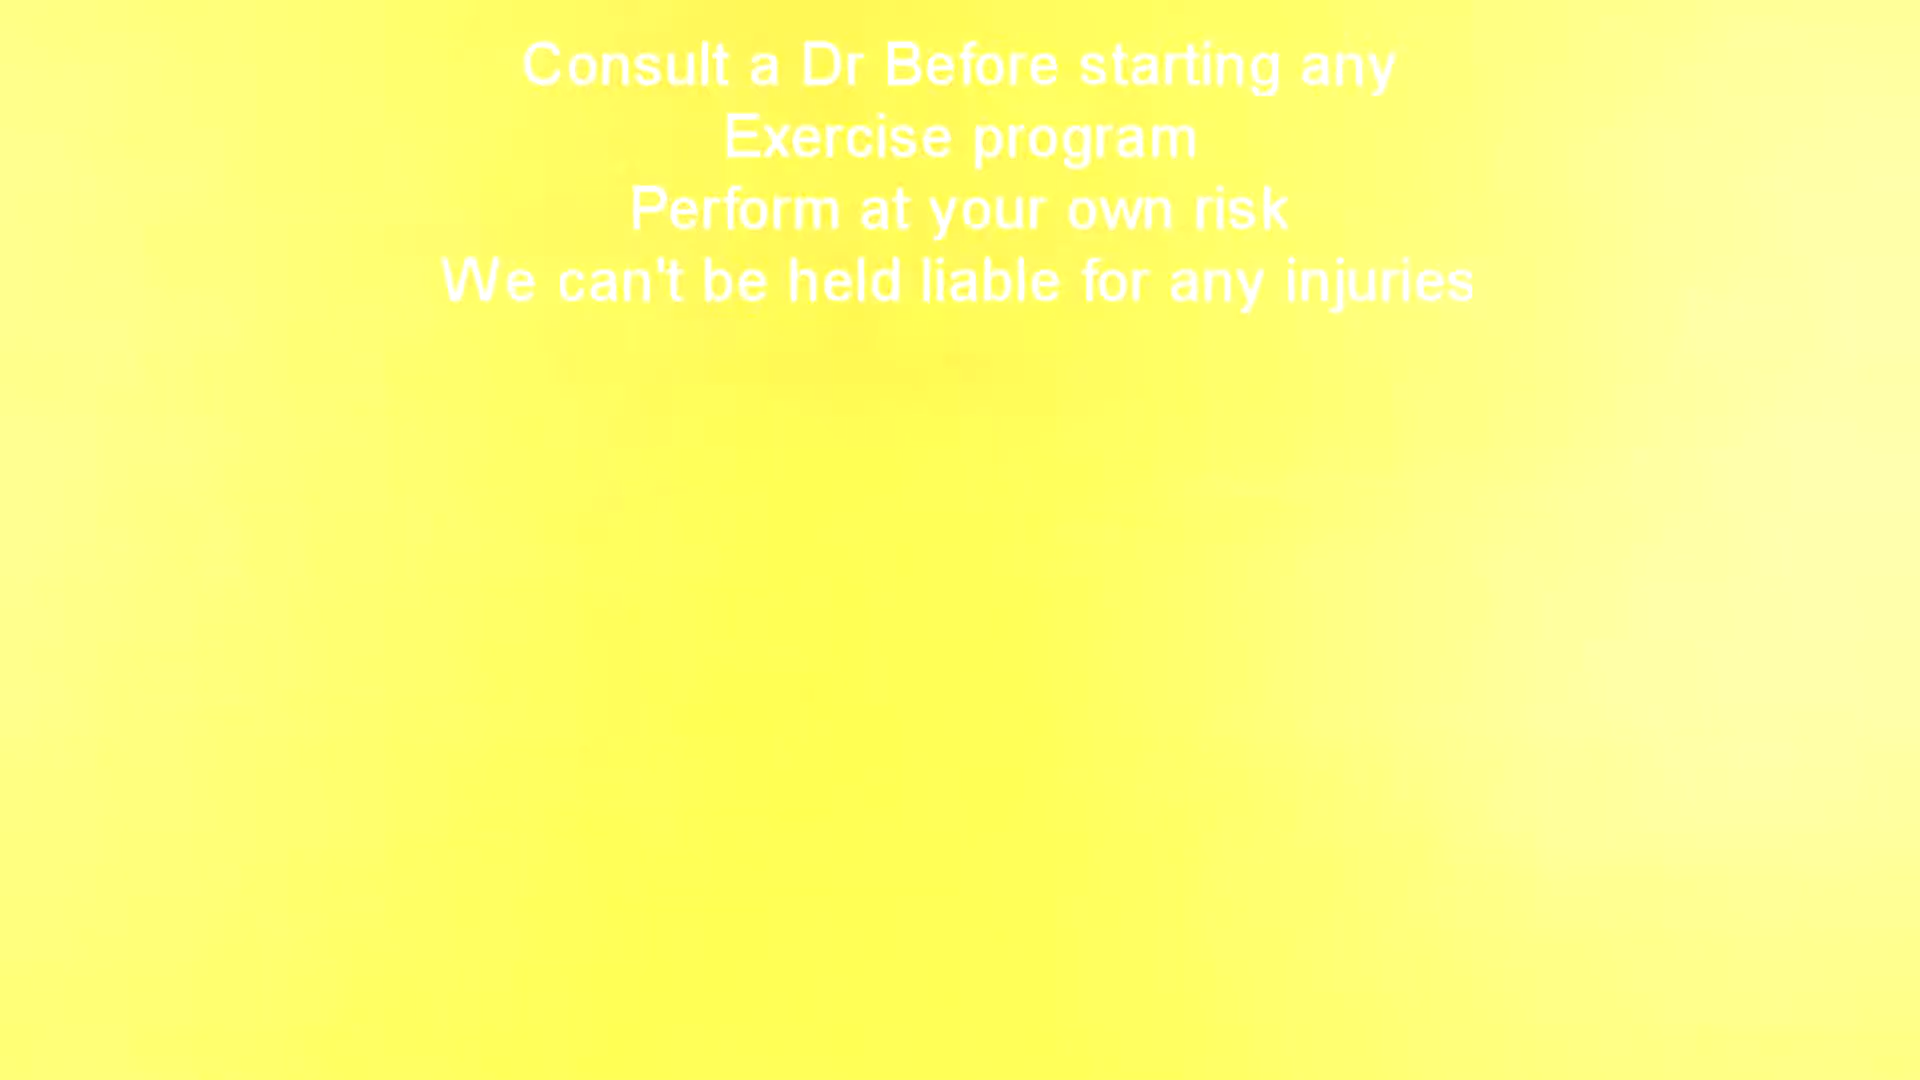 Consult a Dr Before starting any
Exercise program
Perform at your own risk
We can't be held liable for any injuries